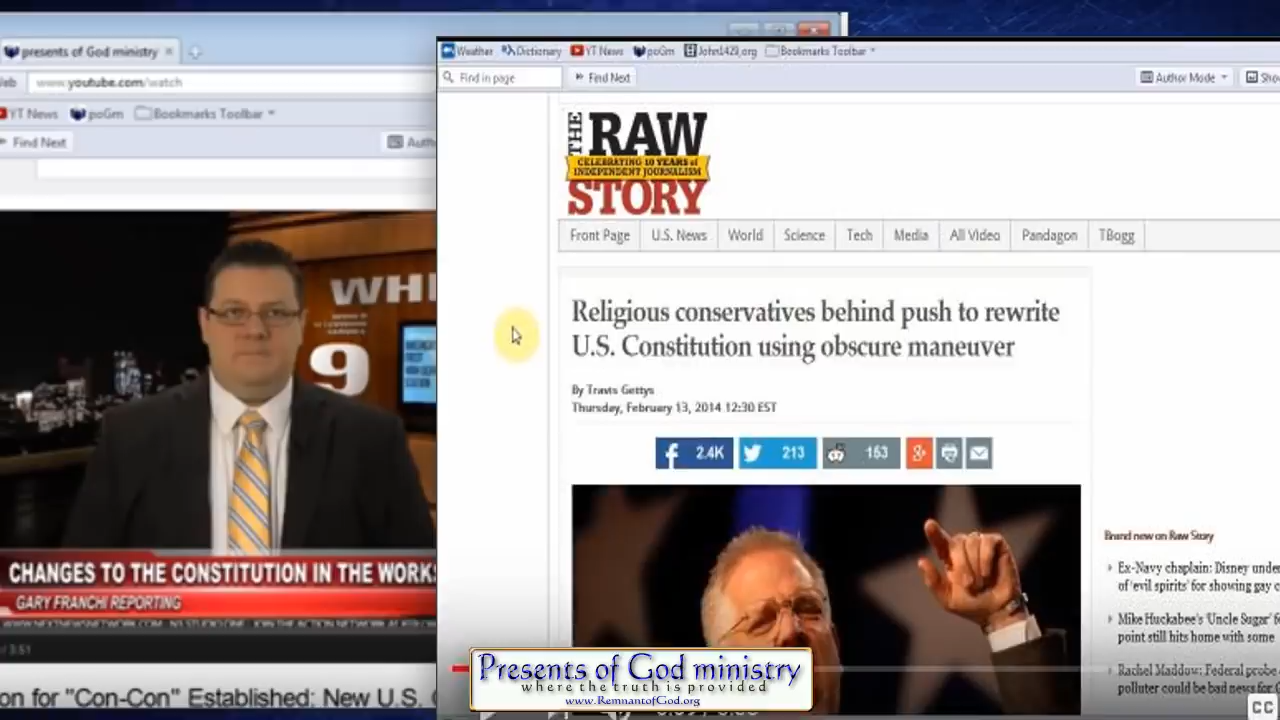 presents of God ministry
www.youtube.com/watch
YT News poGm Bookmarks Toolbar
Find Next
WHI
9
CHANGES TO THE CONSTITUTION IN THE WORKS
GARY FRANCHI REPORTING
3:51
on for "Con-Con" Established: New U.S.
Weather Dictionary YT News poGm John1429.org Bookmarks Toolbar
Find in page Find Next Author Mode Sho
THE RAW
CELEBRATING 10 YEARS of
INDEPENDENT JOURNALISM
STORY
Front Page U.S. News World Science Tech Media All Video Pandagon TBogg
Religious conservatives behind push to rewrite
U.S. Constitution using obscure maneuver
By Travis Gettys
Thursday, February 13, 2014 12:30 EST
2.4K 213 153
Brand new on Raw Story
Ex-Navy chaplain: Disney unde
of 'evil spirits' for showing gay c
Mike Huckabee's 'Uncle Sugar'
point still hits home with some
Rachel Maddow: Federal probe
polluter could be bad news for
Presents of God ministry
where the truth is provided
www.RemnantofGod.org
CC